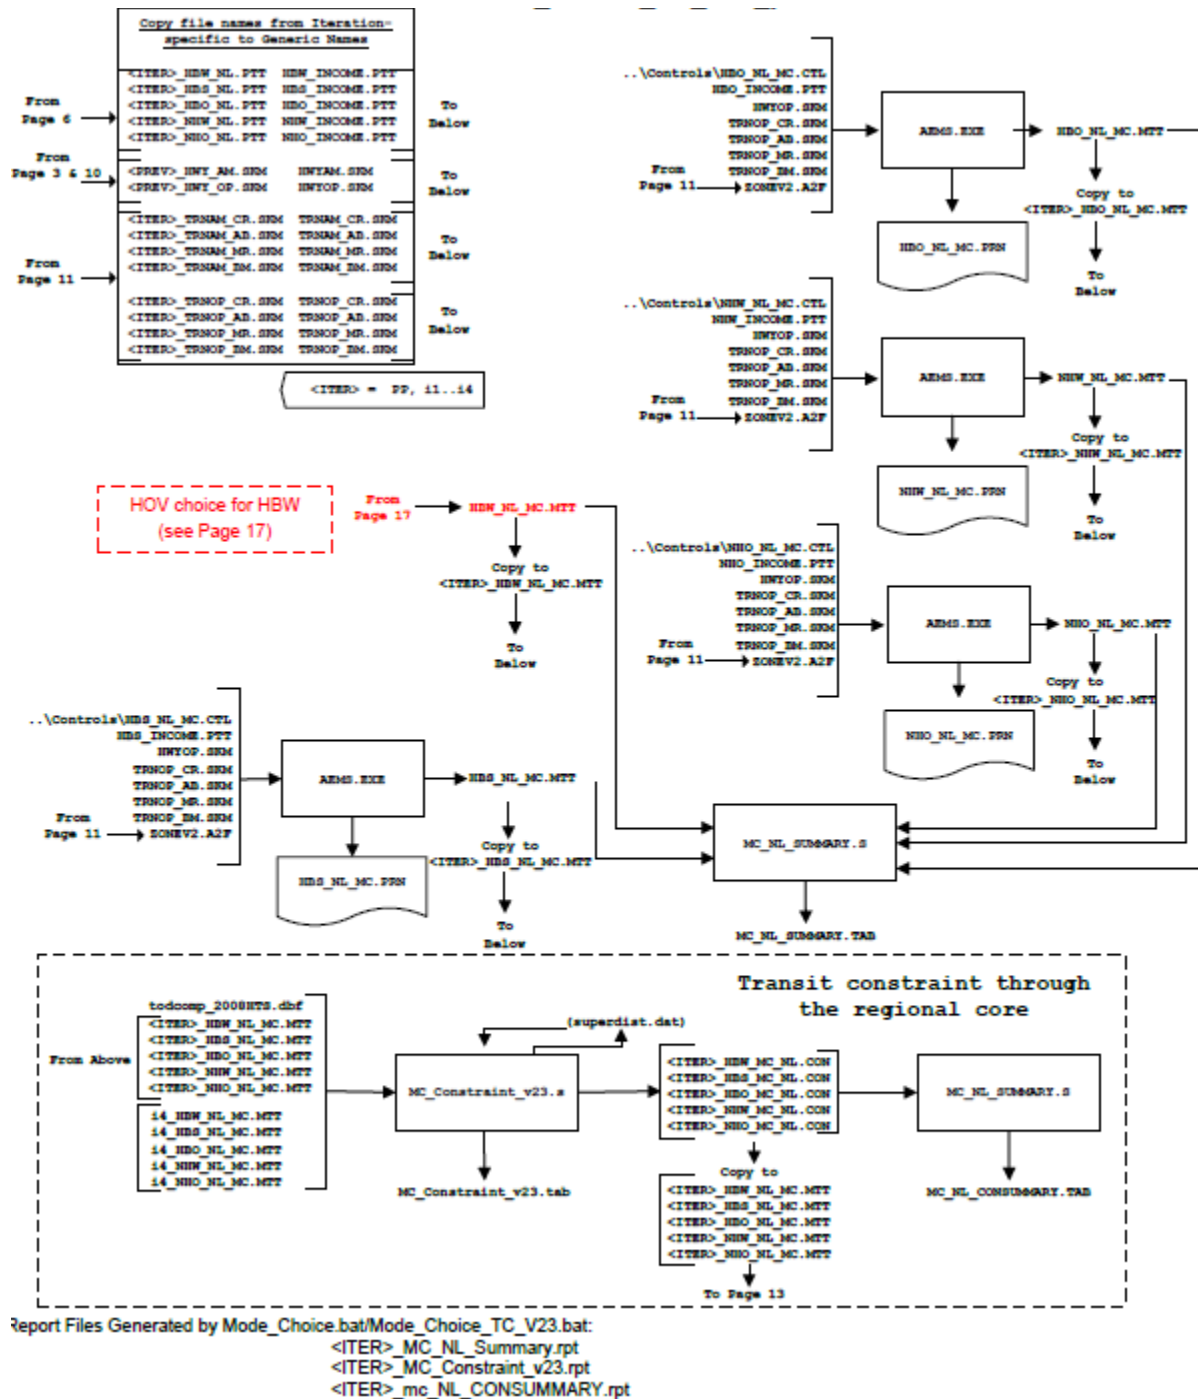 Copy file names from Iteration-
specific to Generic Names
<ITER>_HBW_NL.PTT HBW_INCOME.PTT
<ITER>_HBS_NL.PTT HBS_INCOME.PTT
<ITER>_HBO_NL.PTT HBO_INCOME.PTT
<ITER>_NHW_NL.PTT NHW_INCOME.PTT
<ITER>_NHO_NL.PTT NHO_INCOME.PTT
From
Page 6
To
Below
From
Page 3 & 10
<PREV>_HWY_AM.SKM HWYAM.SKM
<PREV>_HWY_OP.SKM HWYOP.SKM
To
Below
<ITER>_TRNAM_CR.SKM TRNAM_CR.SKM
<ITER>_TRNAM_AB.SKM TRNAM_AB.SKM
<ITER>_TRNAM_MR.SKM TRNAM_MR.SKM
<ITER>_TRNAM_BM.SKM TRNAM_BM.SKM
To
Below
From
Page 11
<ITER>_TRNOP_CR.SKM TRNOP_CR.SKM
<ITER>_TRNOP_AB.SKM TRNOP_AB.SKM
<ITER>_TRNOP_MR.SKM TRNOP_MR.SKM
<ITER>_TRNOP_BM.SKM TRNOP_BM.SKM
To
Below
<ITER> = PP, i1..i4
..\Controls\HBO_NL_MC.CTL
HBO_INCOME.PTT
HWYOP.SKM
TRNOP_CR.SKM
TRNOP_AB.SKM
TRNOP_MR.SKM
TRNOP_BM.SKM
ZONEV2.A2F
From
Page 11
AEMS.EXE
HBO_NL_MC.MTT
Copy to
<ITER>_HBO_NL_MC.MTT
To
Below
HBO_NL_MC.PRN
..\Controls\NHW_NL_MC.CTL
NHW_INCOME.PTT
HWYOP.SKM
TRNOP_CR.SKM
TRNOP_AB.SKM
TRNOP_MR.SKM
TRNOP_BM.SKM
ZONEV2.A2F
From
Page 11
AEMS.EXE
NHW_NL_MC.MTT
Copy to
<ITER>_NHW_NL_MC.MTT
To
Below
NHW_NL_MC.PRN
HOV choice for HBW
(see Page 17)
From
Page 17
HBW_NL_MC.MTT
Copy to
<ITER>_HBW_NL_MC.MTT
To
Below
..\Controls\NHO_NL_MC.CTL
NHO_INCOME.PTT
HWYOP.SKM
TRNOP_CR.SKM
TRNOP_AB.SKM
TRNOP_MR.SKM
TRNOP_BM.SKM
ZONEV2.A2F
From
Page 11
AEMS.EXE
NHO_NL_MC.MTT
Copy to
<ITER>_NHO_NL_MC.MTT
To
Below
NHO_NL_MC.PRN
..\Controls\HBS_NL_MC.CTL
HBS_INCOME.PTT
HWYOP.SKM
TRNOP_CR.SKM
TRNOP_AB.SKM
TRNOP_MR.SKM
TRNOP_BM.SKM
ZONEV2.A2F
From
Page 11
AEMS.EXE
HBS_NL_MC.MTT
Copy to
<ITER>_HBS_NL_MC.MTT
To
Below
HBS_NL_MC.PRN
MC_NL_SUMMARY.S
MC_NL_SUMMARY.TAB
Transit constraint through
the regional core
todcomp_2008HTS.dbf
From Above
<ITER>_HBW_NL_MC.MTT
<ITER>_HBS_NL_MC.MTT
<ITER>_HBO_NL_MC.MTT
<ITER>_NHW_NL_MC.MTT
<ITER>_NHO_NL_MC.MTT
i4_HBW_NL_MC.MTT
i4_HBS_NL_MC.MTT
i4_HBO_NL_MC.MTT
i4_NHW_NL_MC.MTT
i4_NHO_NL_MC.MTT
(superdist.dat)
MC_Constraint_v23.s
MC_Constraint_v23.tab
<ITER>_HBW_MC_NL.CON
<ITER>_HBS_MC_NL.CON
<ITER>_HBO_MC_NL.CON
<ITER>_NHW_MC_NL.CON
<ITER>_NHO_MC_NL.CON
Copy to
<ITER>_HBW_NL_MC.MTT
<ITER>_HBS_NL_MC.MTT
<ITER>_HBO_NL_MC.MTT
<ITER>_NHW_NL_MC.MTT
<ITER>_NHO_NL_MC.MTT
To Page 13
MC_NL_SUMMARY.S
MC_NL_CONSUMMARY.TAB
Report Files Generated by Mode_Choice.bat/Mode_Choice_TC_V23.bat:
<ITER>_MC_NL_Summary.rpt
<ITER>_MC_Constraint_v23.rpt
<ITER>_mc_NL_CONSUMMARY.rpt